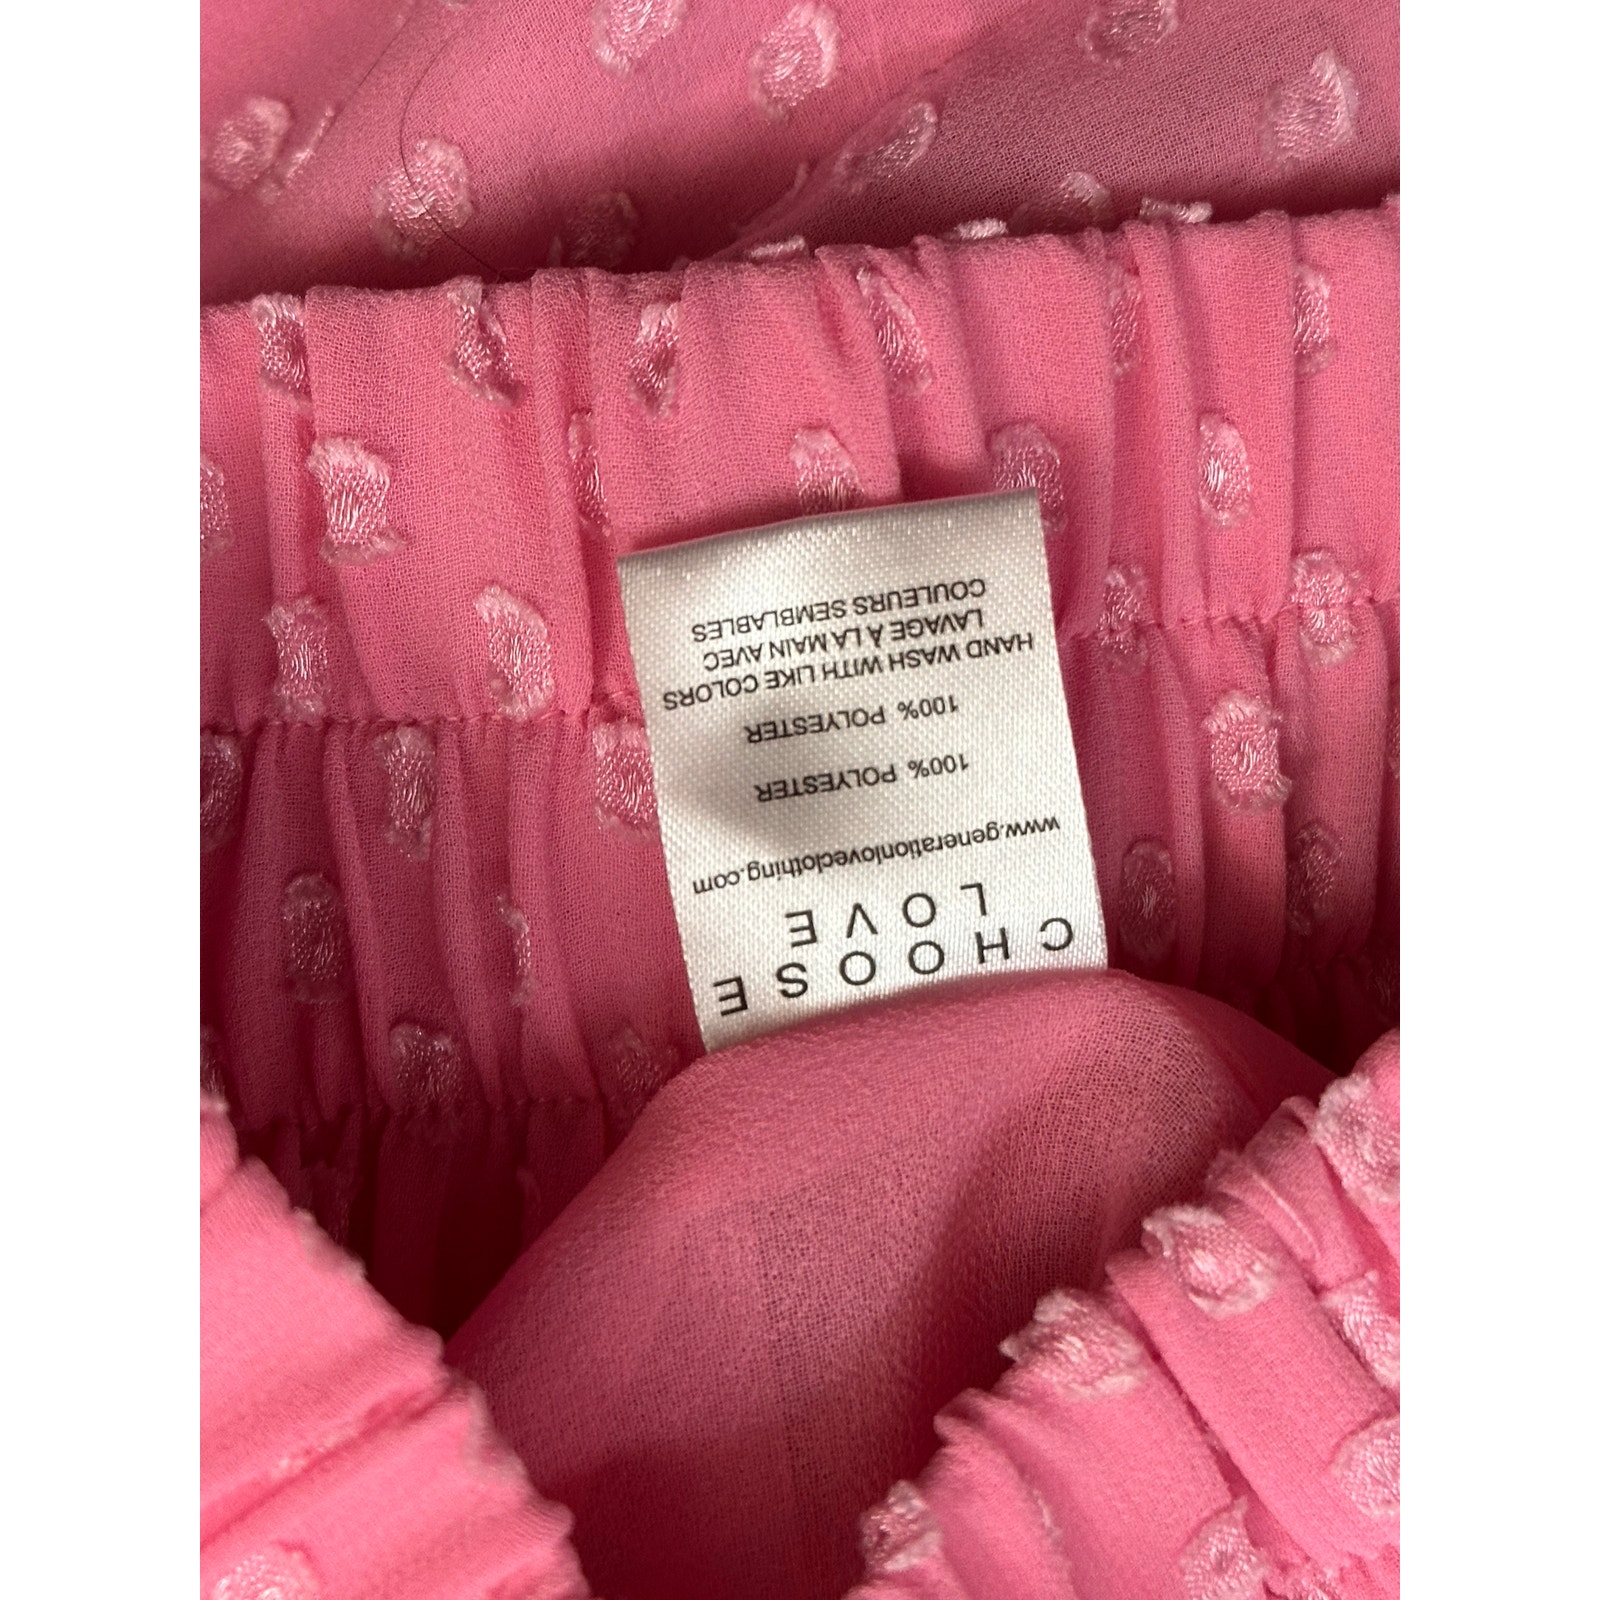 CHOOSE
LOVE
www.generationloveclothing.com
100% POLYESTER
100% POLYESTER
HAND WASH WITH LIKE COLORS
LAVAGE À LA MAIN AVEC
COULEURS SEMBLABLES